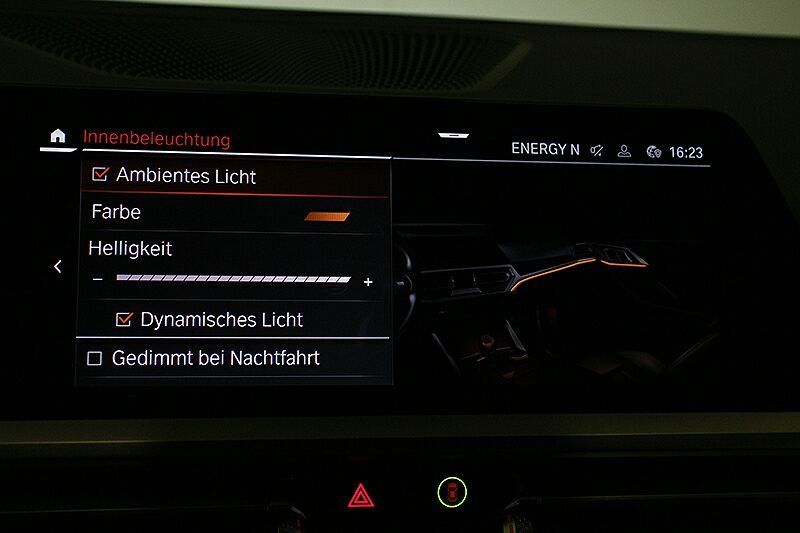 Innenbeleuchtung
ENERGY N 16:23
Ambientes Licht
Farbe
Helligkeit
– +
Dynamisches Licht
Gedimmt bei Nachtfahrt